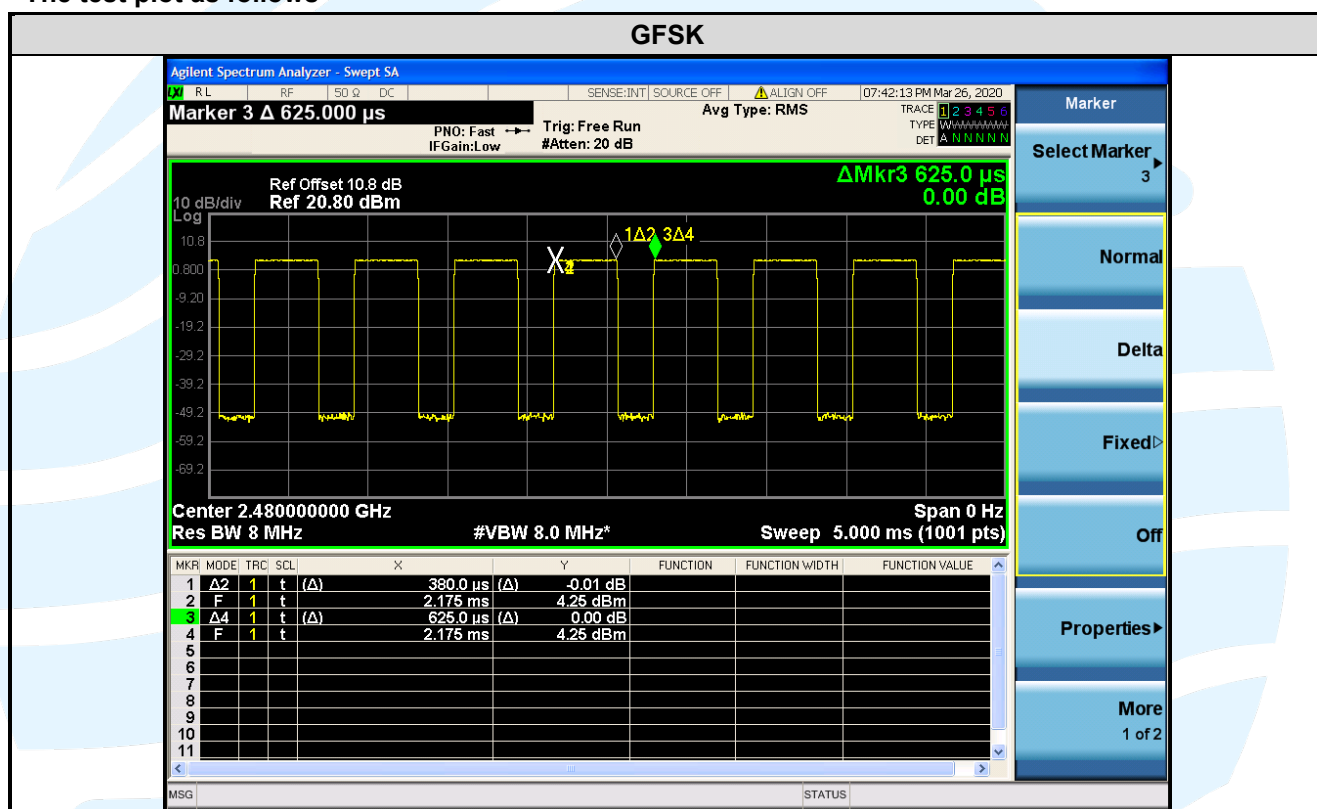 The test plot as follows
GFSK
Agilent Spectrum Analyzer - Swept SA
LXI RL RF 50 Ω DC SENSE:INT SOURCE OFF ALIGN OFF 07:42:13 PM Mar 26, 2020
Marker 3 Δ 625.000 µs
PNO: Fast
IFGain:Low
Trig: Free Run
#Atten: 20 dB
Avg Type: RMS
TRACE 1 2 3 4 5 6
TYPE WWWWWW
DET A N N N N N
ΔMkr3 625.0 µs
0.00 dB
Ref Offset 10.8 dB
10 dB/div Ref 20.80 dBm
Log
10.8
0.800
-9.20
-19.2
-29.2
-39.2
-49.2
-59.2
-69.2
1Δ2 3Δ4
Center 2.480000000 GHz Span 0 Hz
Res BW 8 MHz #VBW 8.0 MHz* Sweep 5.000 ms (1001 pts)
MKR MODE TRC SCL X Y FUNCTION FUNCTION WIDTH FUNCTION VALUE
1 Δ2 1 t (Δ) 380.0 µs (Δ) -0.01 dB
2 F 1 t 2.175 ms 4.25 dBm
3 Δ4 1 t (Δ) 625.0 µs (Δ) 0.00 dB
4 F 1 t 2.175 ms 4.25 dBm
5
6
7
8
9
10
11
MSG STATUS
Marker
Select Marker
3
Normal
Delta
Fixed
Off
Properties
More
1 of 2